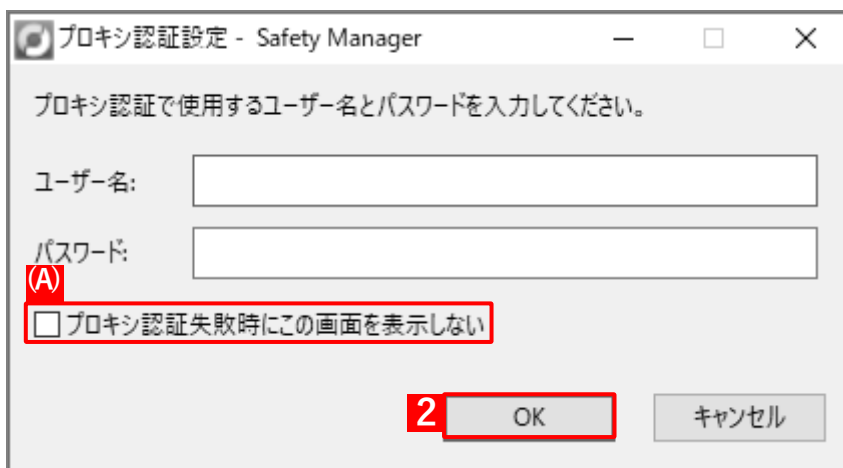 プロキシ認証設定 - Safety Manager
プロキシ認証で使用するユーザー名とパスワードを入力してください。
ユーザー名:
パスワード:
(A)
プロキシ認証失敗時にこの画面を表示しない
2
OK
キャンセル